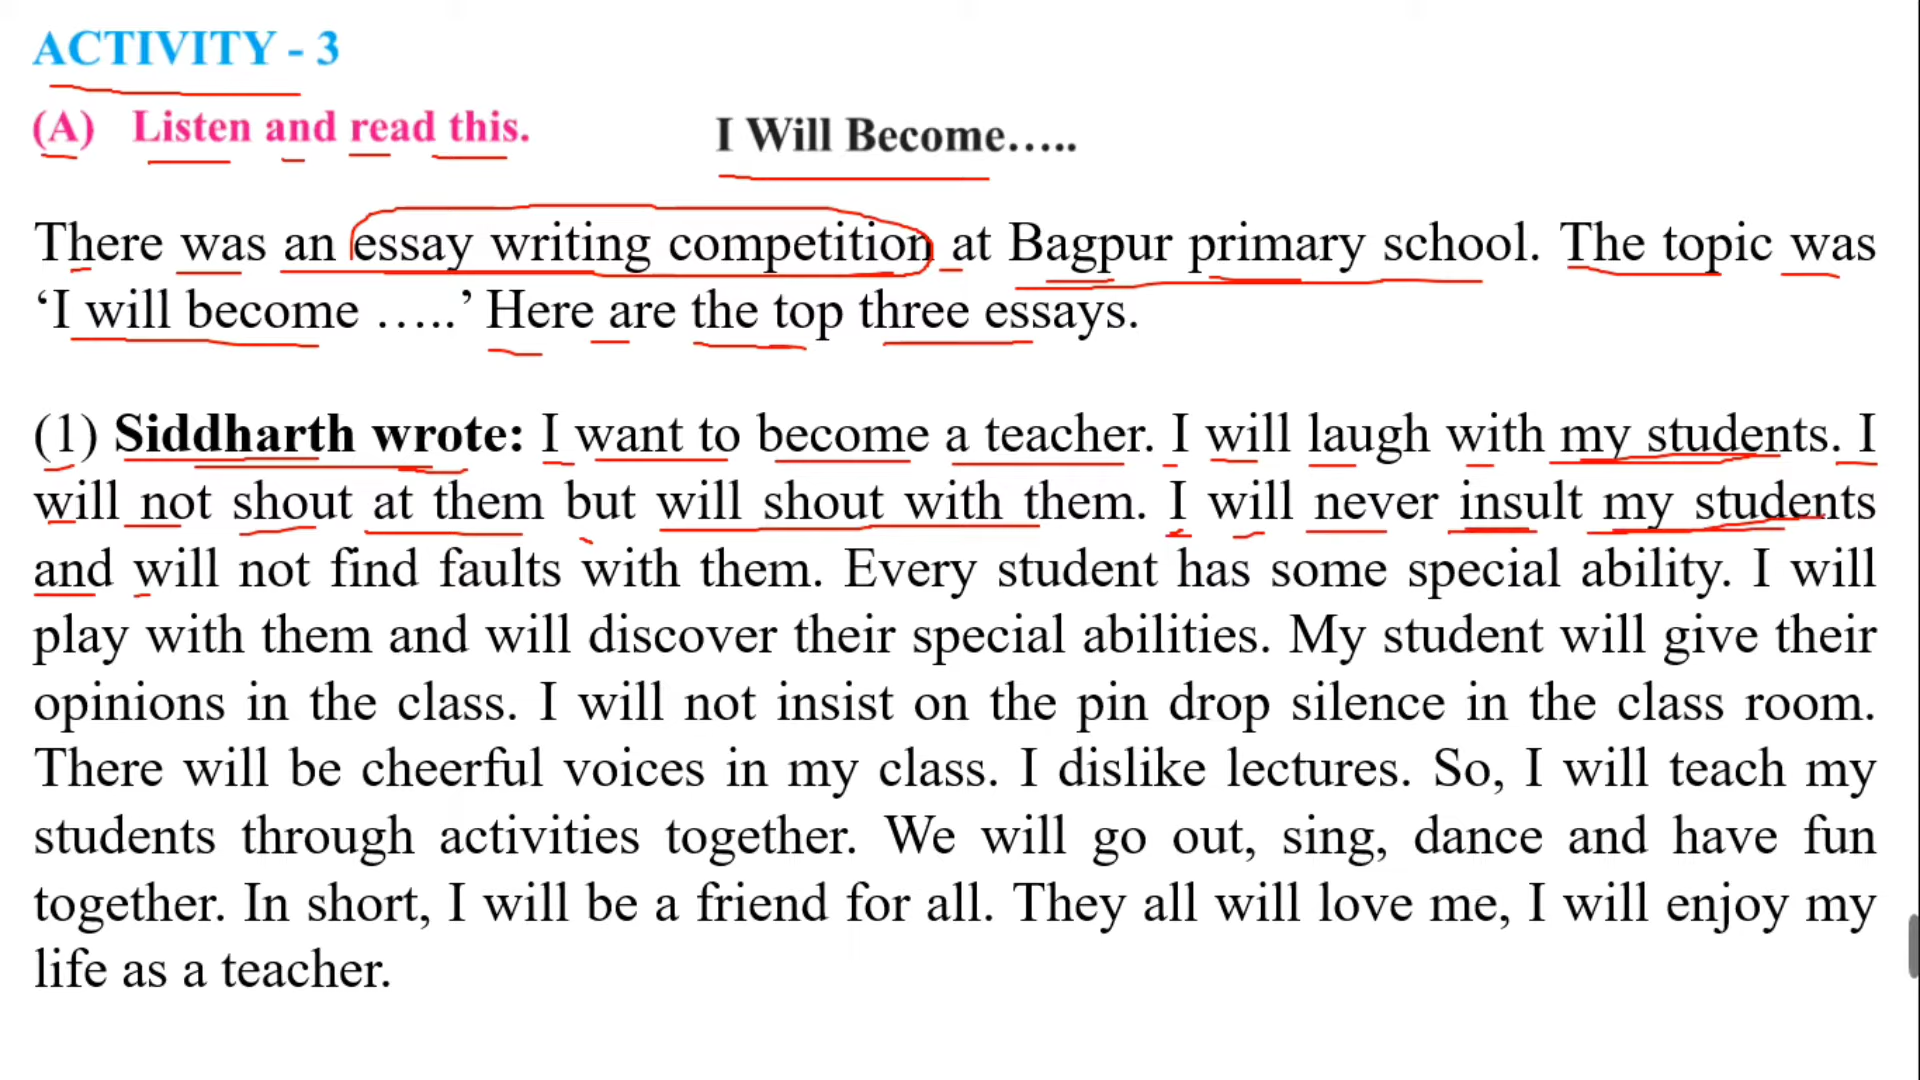 ACTIVITY - 3
(A) Listen and read this.
I Will Become.....
There was an essay writing competition at Bagpur primary school. The topic was
‘I will become …..’ Here are the top three essays.
(1) Siddharth wrote: I want to become a teacher. I will laugh with my students. I
will not shout at them but will shout with them. I will never insult my students
and will not find faults with them. Every student has some special ability. I will
play with them and will discover their special abilities. My student will give their
opinions in the class. I will not insist on the pin drop silence in the class room.
There will be cheerful voices in my class. I dislike lectures. So, I will teach my
students through activities together. We will go out, sing, dance and have fun
together. In short, I will be a friend for all. They all will love me, I will enjoy my
life as a teacher.